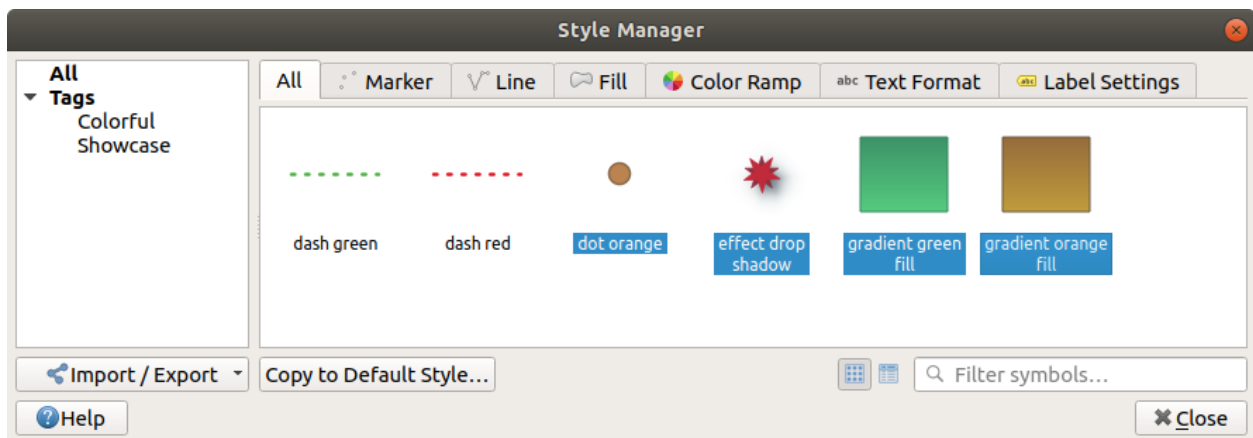 Style Manager
All
Tags
Colorful
Showcase
All
Marker
Line
Fill
Color Ramp
abc Text Format
abc Label Settings
dash green
dash red
dot orange
effect drop
shadow
gradient green
fill
gradient orange
fill
Import / Export
Copy to Default Style...
Filter symbols...
?Help
Close